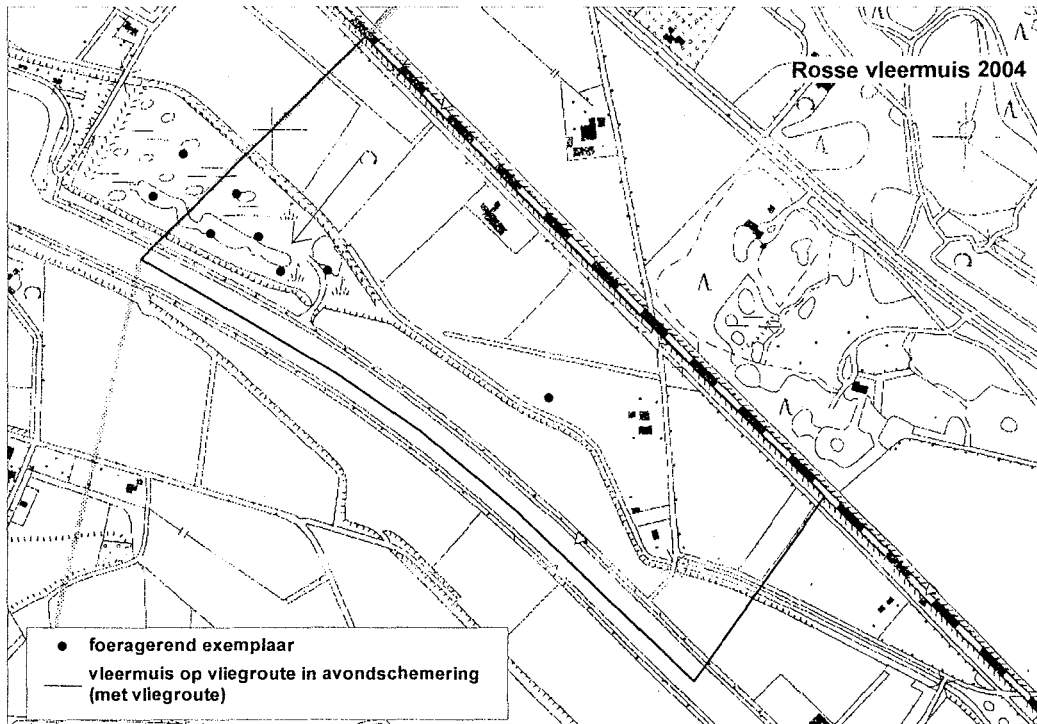 Rosse vleermuis 2004
foeragerend exemplaar
vleermuis op vliegroute in avondschemering
(met vliegroute)